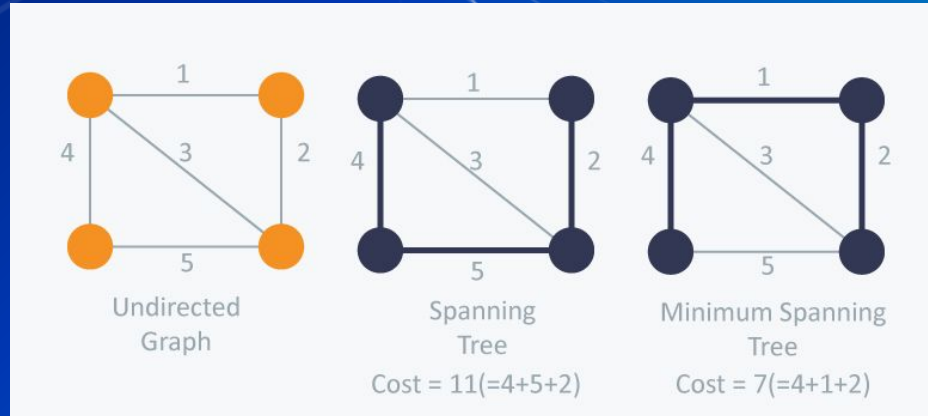 1
4
3
2
5
Undirected
Graph
1
4
3
2
5
Spanning
Tree
Cost = 11(=4+5+2)
1
4
3
2
5
Minimum Spanning
Tree
Cost = 7(=4+1+2)